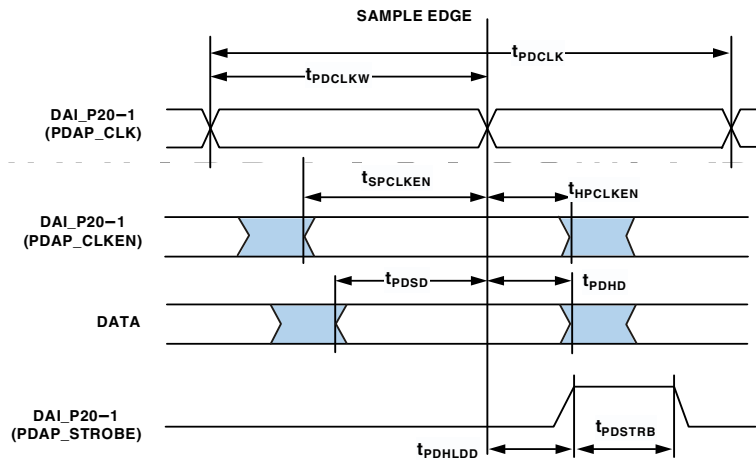 SAMPLE EDGE
tPDCLK
tPDCLKW
DAI_P20–1
(PDAP_CLK)
tSPCLKEN
tHPCLKEN
DAI_P20–1
(PDAP_CLKEN)
tPDSD
tPDHD
DATA
DAI_P20–1
(PDAP_STROBE)
tPDSTRB
tPDHLDD